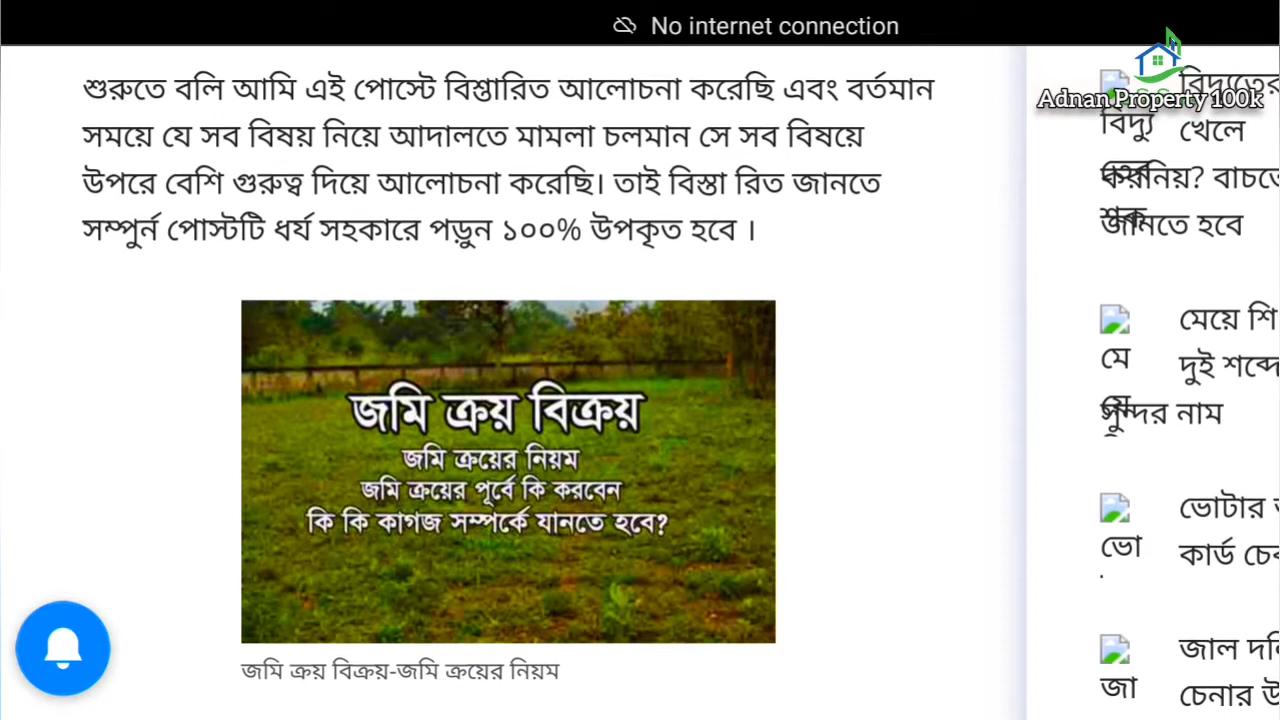 No internet connection
শুরুতে বলি আমি এই পোস্টে বিস্তারিত আলোচনা করেছি এবং বর্তমান
সময়ে যে সব বিষয় নিয়ে আদালতে মামলা চলমান সে সব বিষয়ে
উপরে বেশি গুরুত্ব দিয়ে আলোচনা করেছি। তাই বিস্তা রিত জানতে
সম্পুর্ন পোস্টটি ধর্য সহকারে পড়ুন ১০০% উপকৃত হবে ।
জমি ক্রয় বিক্রয়
জমি ক্রয়ের নিয়ম
জমি ক্রয়ের পূর্বে কি করবেন
কি কি কাগজ সম্পর্কে যানতে হবে?
জমি ক্রয় বিক্রয়-জমি ক্রয়ের নিয়ম
Adnan Property 100k
বিদ্যু
খেলে
করনিয়? বাচতে
জানতে হবে
মে
মেয়ে শি
দুই শব্দে
সুন্দর নাম
ভো
ভোটার
কার্ড চেক
জা
জাল দলি
চেনার উ